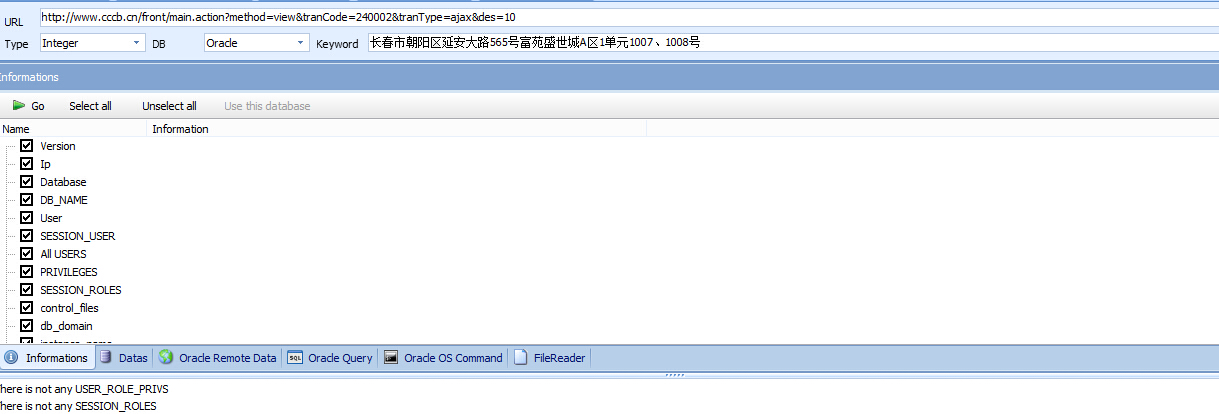 URL http://www.cccb.cn/front/main.action?method=view&tranCode=240002&tranType=ajax&des=10
Type Integer DB Oracle Keyword 长春市朝阳区延安大路565号富苑盛世城A区1单元1007、1008号
Informations
Go Select all Unselect all Use this database
Name Information
Version
Ip
Database
DB_NAME
User
SESSION_USER
All USERS
PRIVILEGES
SESSION_ROLES
control_files
db_domain
Informations Datas Oracle Remote Data Oracle Query Oracle OS Command FileReader
here is not any USER_ROLE_PRIVS
here is not any SESSION_ROLES